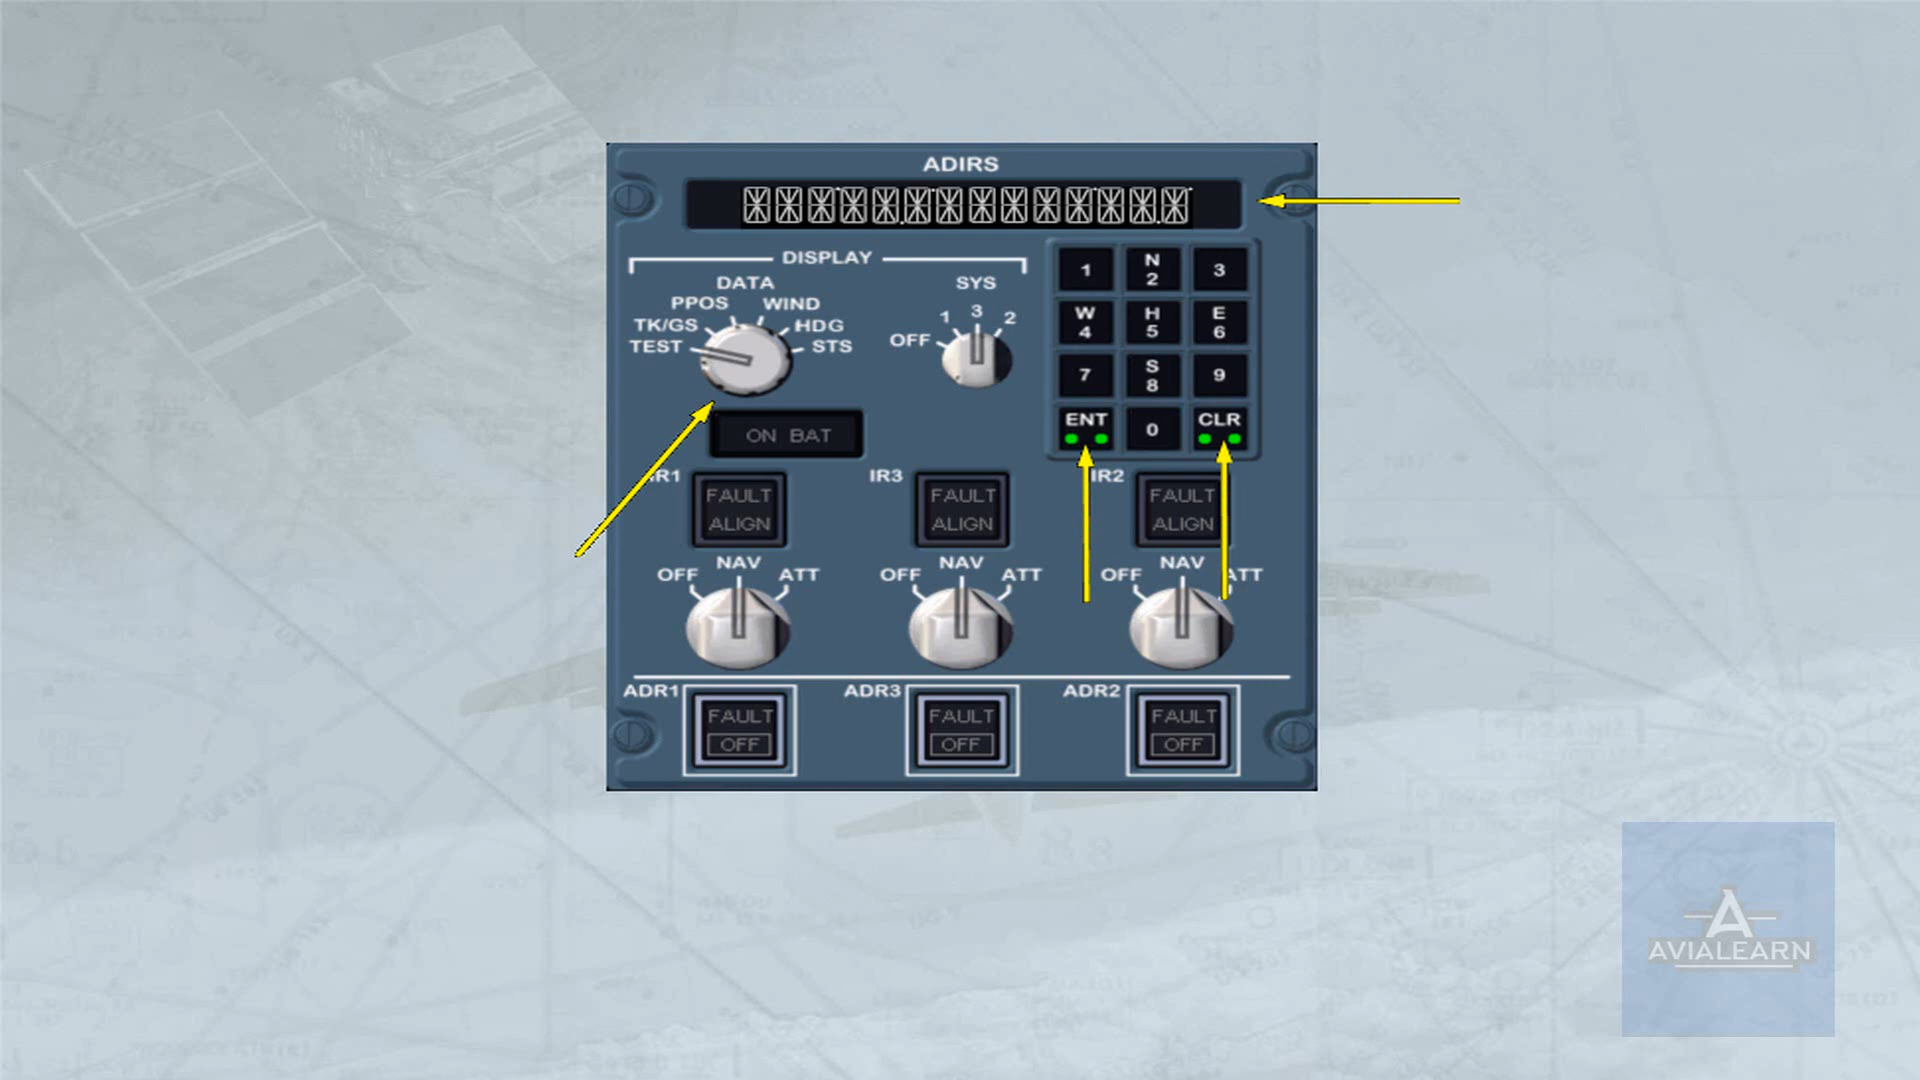 ADIRS
DISPLAY
DATA
SYS
PPOS
WIND
TK/GS
HDG
TEST
STS
OFF
1
3
2
1
N
2
3
W
4
H
5
E
6
7
S
8
9
ENT
0
CLR
ON BAT
IR1
FAULT
ALIGN
IR3
FAULT
ALIGN
IR2
FAULT
ALIGN
OFF
NAV
ATT
OFF
NAV
ATT
OFF
NAV
ATT
ADR1
FAULT
OFF
ADR3
FAULT
OFF
ADR2
FAULT
OFF
AVIALEARN